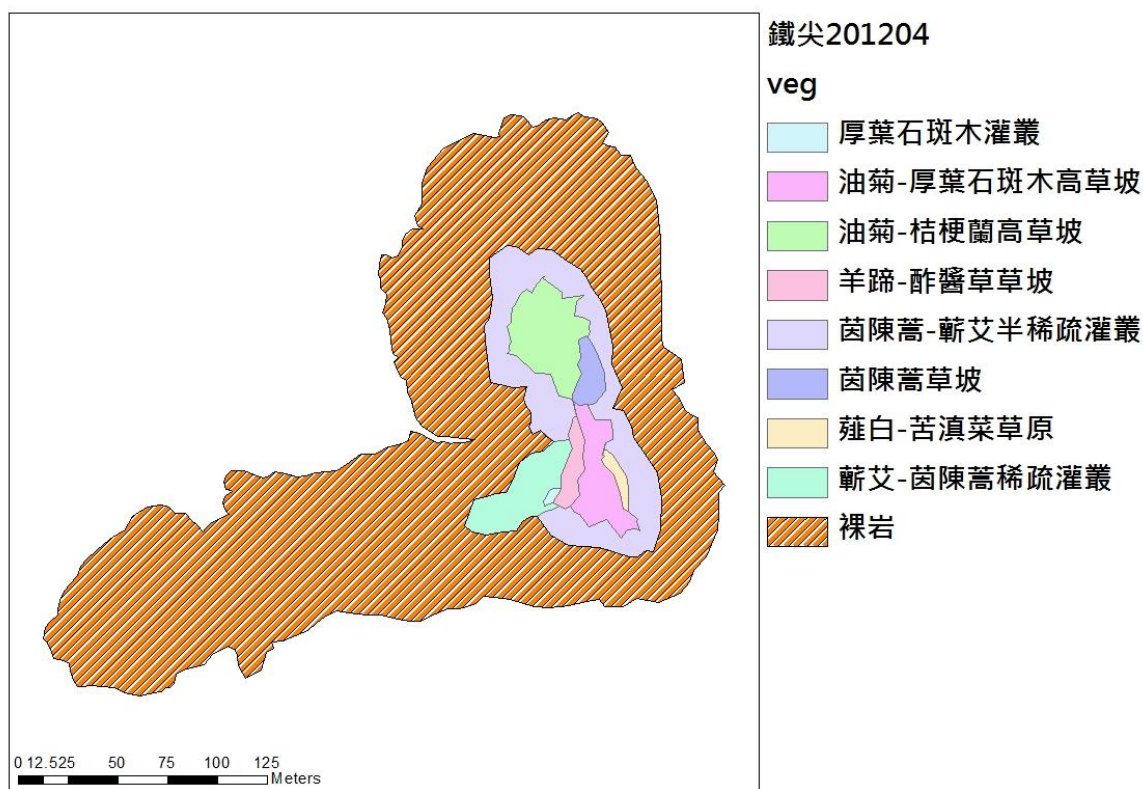 鐵尖201204
veg
厚葉石斑木灌叢
油菊-厚葉石斑木高草坡
油菊-桔梗蘭高草坡
羊蹄-酢醬草草坡
茵陳蒿-蘄艾半稀疏灌叢
茵陳蒿草坡
薤白-苦滇菜草原
蘄艾-茵陳蒿稀疏灌叢
裸岩
0 12.525 50 75 100 125
Meters